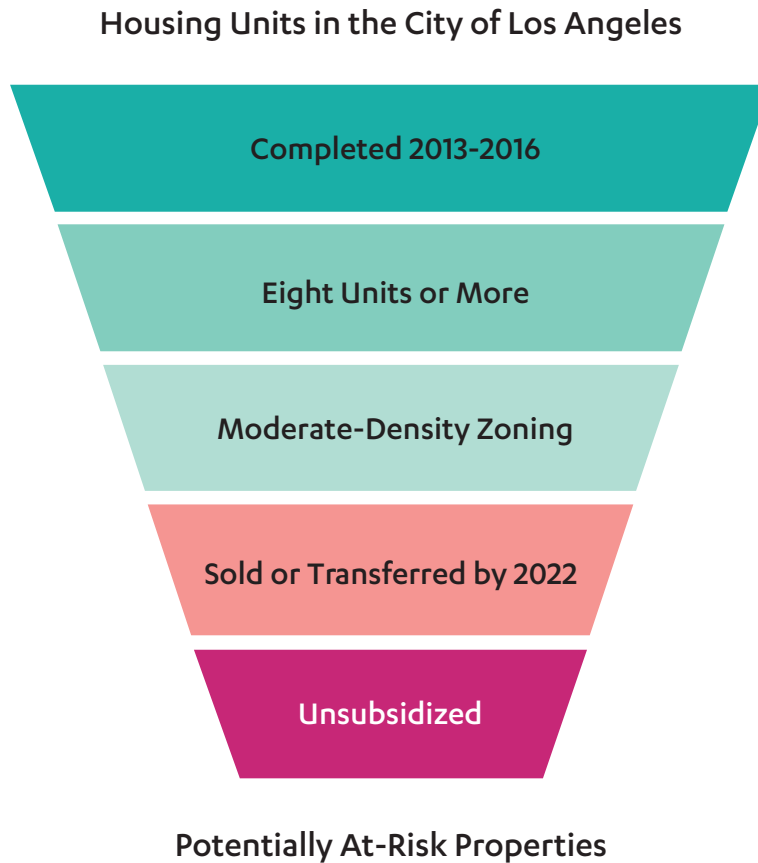 Housing Units in the City of Los Angeles
Completed 2013-2016
Eight Units or More
Moderate-Density Zoning
Sold or Transferred by 2022
Unsubsidized
Potentially At-Risk Properties